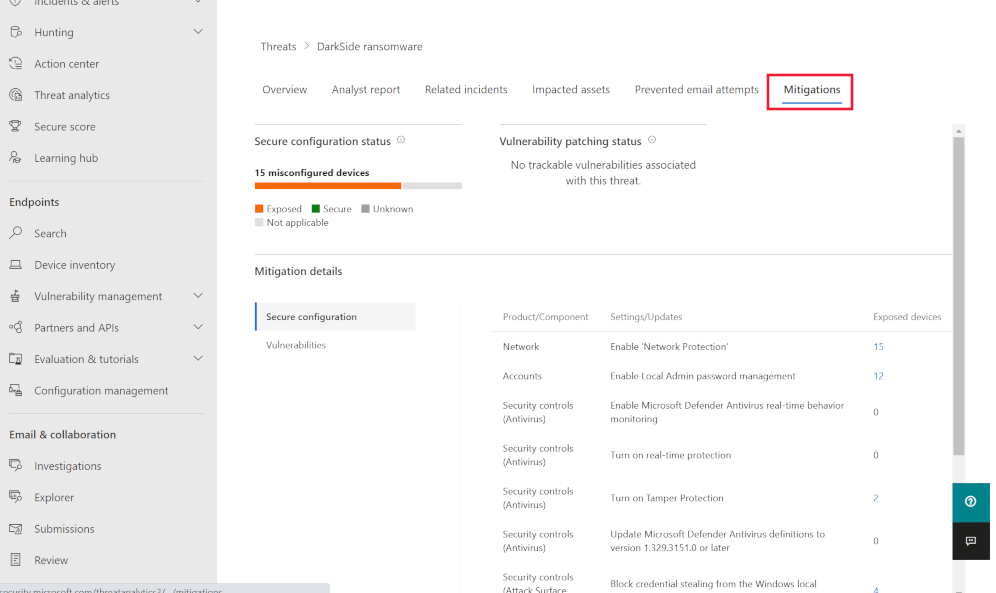 Incidents & alerts
Hunting
Action center
Threat analytics
Secure score
Learning hub
Endpoints
Search
Device inventory
Vulnerability management
Partners and APIs
Evaluation & tutorials
Configuration management
Email & collaboration
Investigations
Explorer
Submissions
Review
security.microsoft.com/threatanalytics3/.../mitigations
Threats > DarkSide ransomware
Overview Analyst report Related incidents Impacted assets Prevented email attempts Mitigations
Secure configuration status
15 misconfigured devices
Exposed Secure Unknown
Not applicable
Vulnerability patching status
No trackable vulnerabilities associated
with this threat.
Mitigation details
Secure configuration
Vulnerabilities
Product/Component Settings/Updates Exposed devices
Network Enable 'Network Protection' 15
Accounts Enable Local Admin password management 12
Security controls
(Antivirus)
Enable Microsoft Defender Antivirus real-time behavior
monitoring
0
Security controls
(Antivirus)
Turn on real-time protection
0
Security controls
(Antivirus)
Turn on Tamper Protection
2
Security controls
(Antivirus)
Update Microsoft Defender Antivirus definitions to
version 1.329.3151.0 or later
0
Security controls
(Attack Surface
Block credential stealing from the Windows local
4